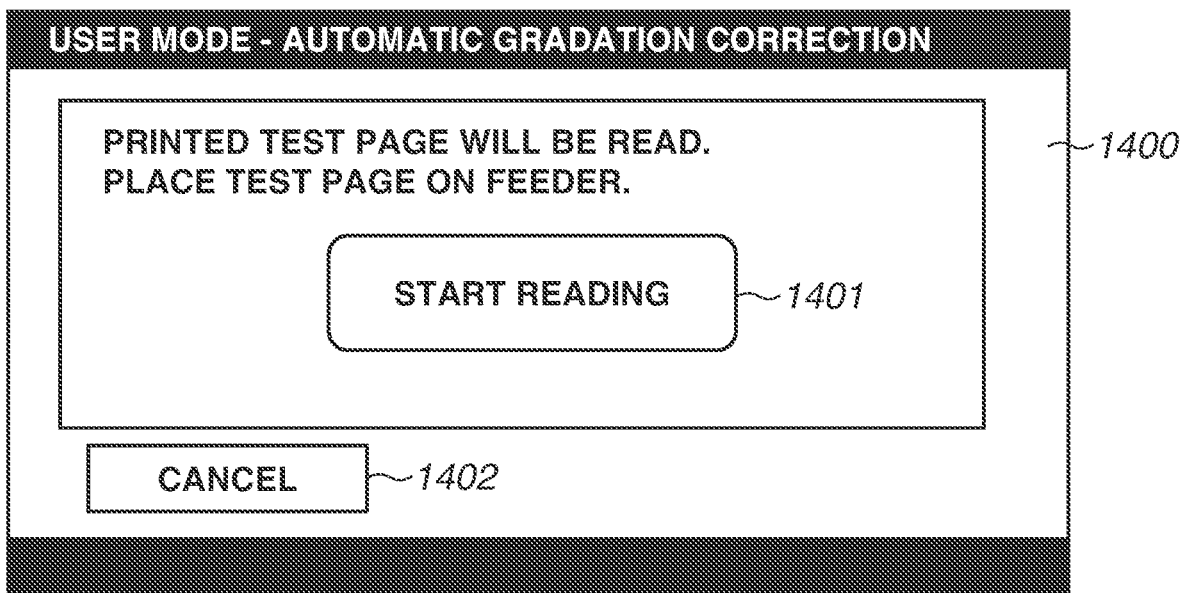 USER MODE - AUTOMATIC GRADATION CORRECTION
PRINTED TEST PAGE WILL BE READ.
PLACE TEST PAGE ON FEEDER.
1400
START READING
1401
CANCEL
1402